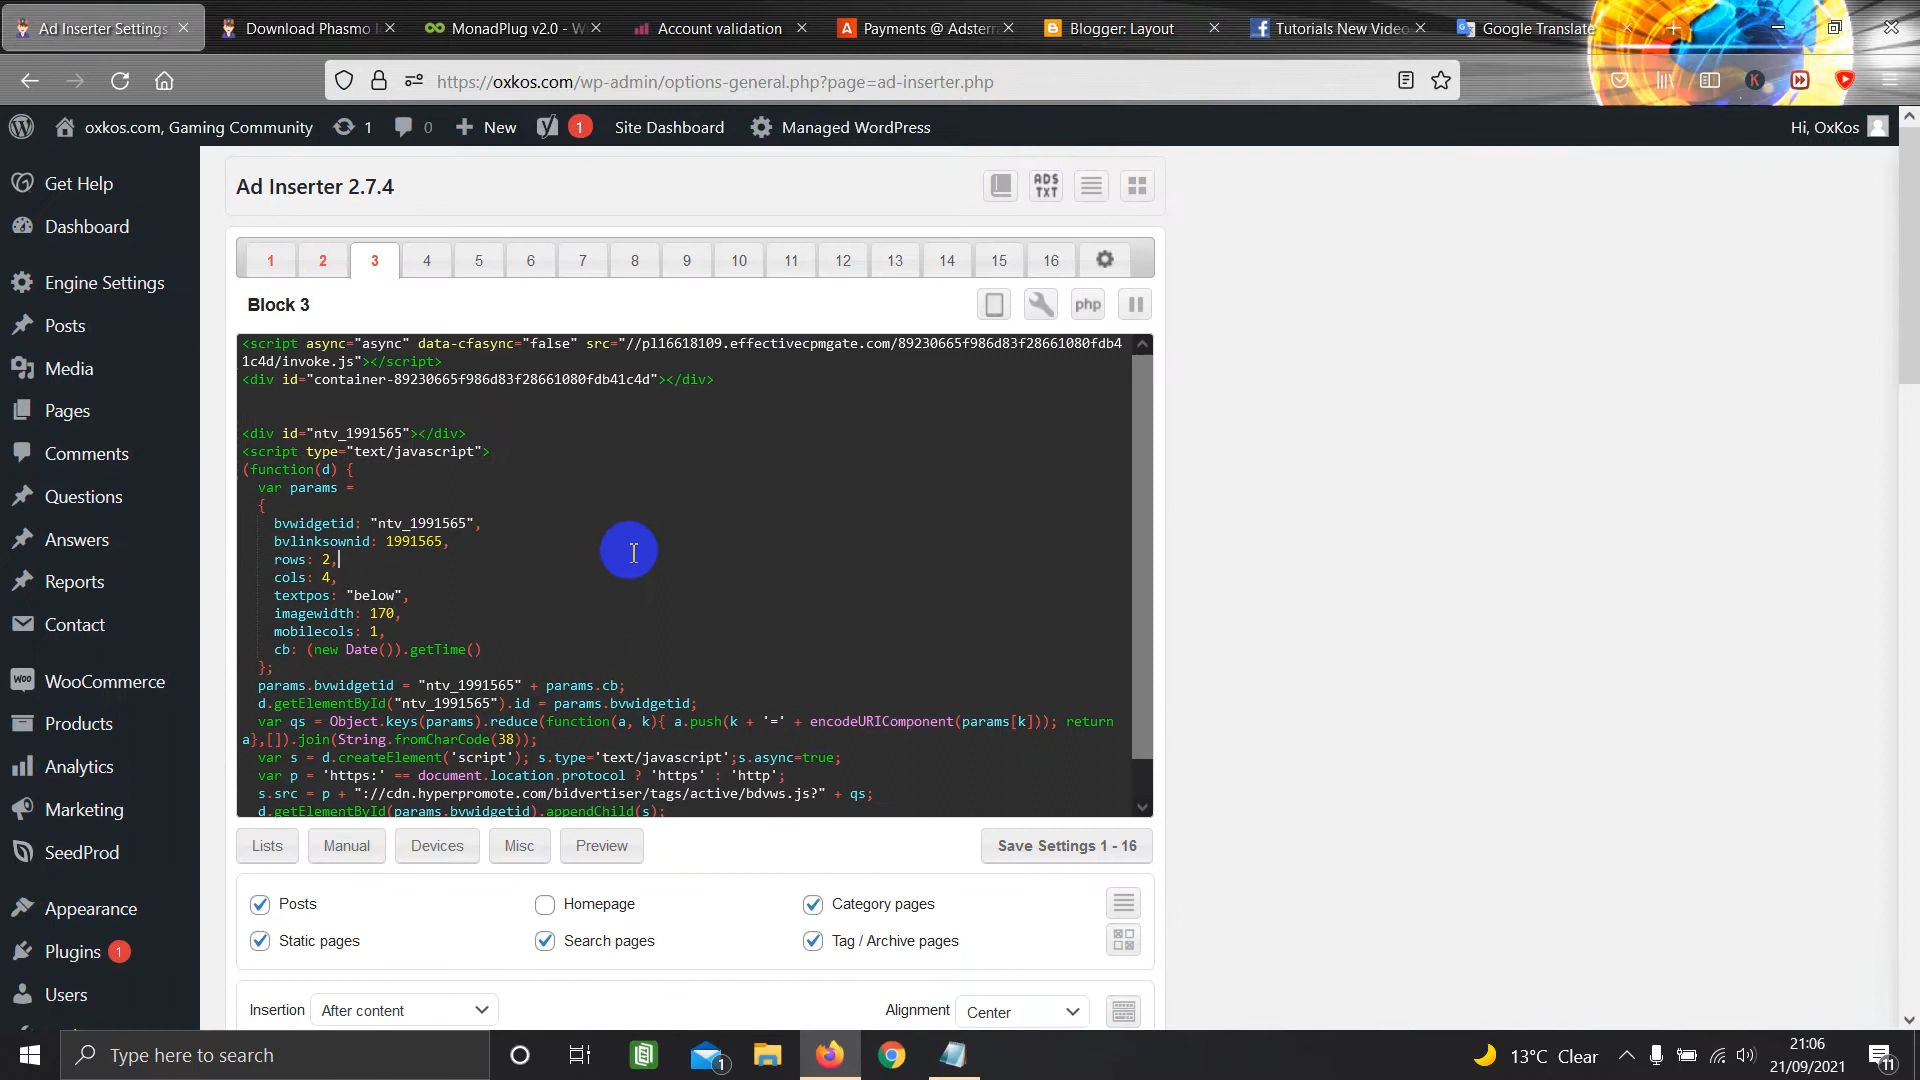 Ad Inserter Settings
Download Phasmo
MonadPlug v2.0 - W
Account validation
Payments @ Adsterr
Blogger: Layout
Tutorials New Video
Google Translate
https://oxkos.com/wp-admin/options-general.php?page=ad-inserter.php
oxkos.com, Gaming Community
1
0
New
1
Site Dashboard
Managed WordPress
Hi, OxKos
Get Help
Dashboard
Engine Settings
Posts
Media
Pages
Comments
Questions
Answers
Reports
Contact
WooCommerce
Products
Analytics
Marketing
SeedProd
Appearance
Plugins 1
Users
Ad Inserter 2.7.4
ADS
TXT
1 2 3 4 5 6 7 8 9 10 11 12 13 14 15 16
Block 3
php
<script async="async" data-cfasync="false" src="//pl16618109.effectivecpmgate.com/89230665f986d83f28661080fdb4
1c4d/invoke.js"></script>
<div id="container-89230665f986d83f28661080fdb41c4d"></div>
<div id="ntv_1991565"></div>
<script type="text/javascript">
(function(d) {
var params =
{
bvwidgetid: "ntv_1991565",
bvlinksownid: 1991565,
rows: 2,
cols: 4,
textpos: "below",
imagewidth: 170,
mobilecols: 1,
cb: (new Date()).getTime()
};
params.bvwidgetid = "ntv_1991565" + params.cb;
d.getElementById("ntv_1991565").id = params.bvwidgetid;
var qs = Object.keys(params).reduce(function(a, k){ a.push(k + '=' + encodeURIComponent(params[k])); return
a},[]).join(String.fromCharCode(38));
var s = d.createElement('script'); s.type='text/javascript';s.async=true;
var p = 'https:' == document.location.protocol ? 'https' : 'http';
s.src = p + "://cdn.hyperpromote.com/bidvertiser/tags/active/bdvws.js?" + qs;
d.getElementById(params.bvwidgetid).appendChild(s);
Lists
Manual
Devices
Misc
Preview
Save Settings 1 - 16
Posts
Homepage
Category pages
Static pages
Search pages
Tag / Archive pages
Insertion
After content
Alignment
Center
Type here to search
1
13°C Clear
21:06
21/09/2021
11